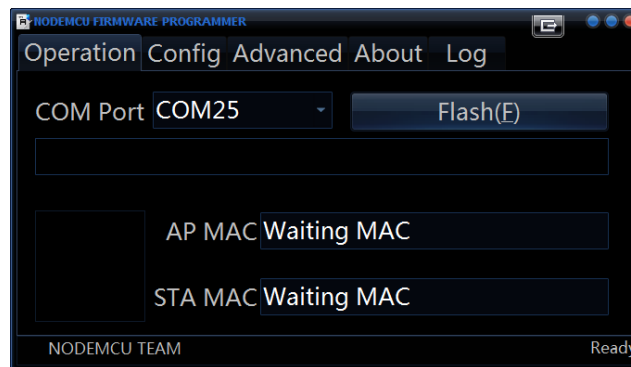 NODEMCU FIRMWARE PROGRAMMER
Operation Config Advanced About Log
COM Port COM25 Flash(F)
AP MAC Waiting MAC
STA MAC Waiting MAC
NODEMCU TEAM Ready